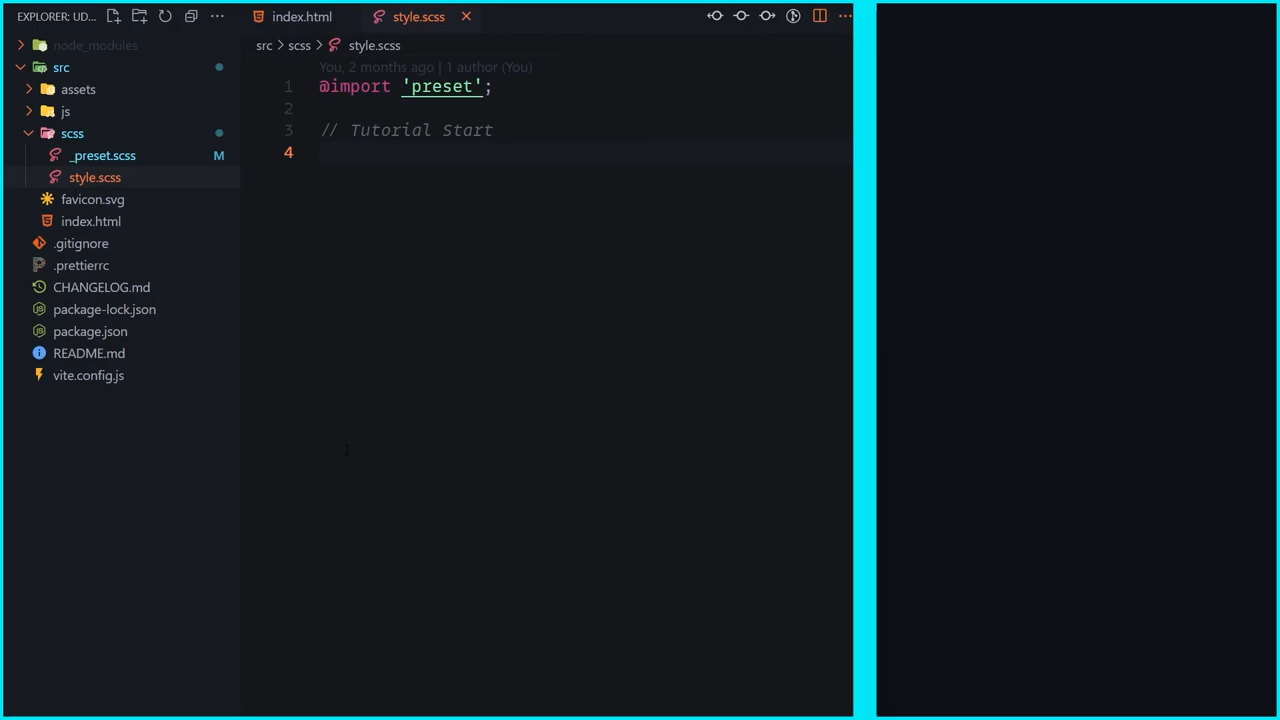 EXPLORER: UD...
node_modules
src
assets
js
scss
_preset.scss M
style.scss
favicon.svg
index.html
.gitignore
.prettierrc
CHANGELOG.md
package-lock.json
package.json
README.md
vite.config.js
index.html style.scss
src scss style.scss
You, 2 months ago | 1 author (You)
1 @import 'preset';
2
3 // Tutorial Start
4